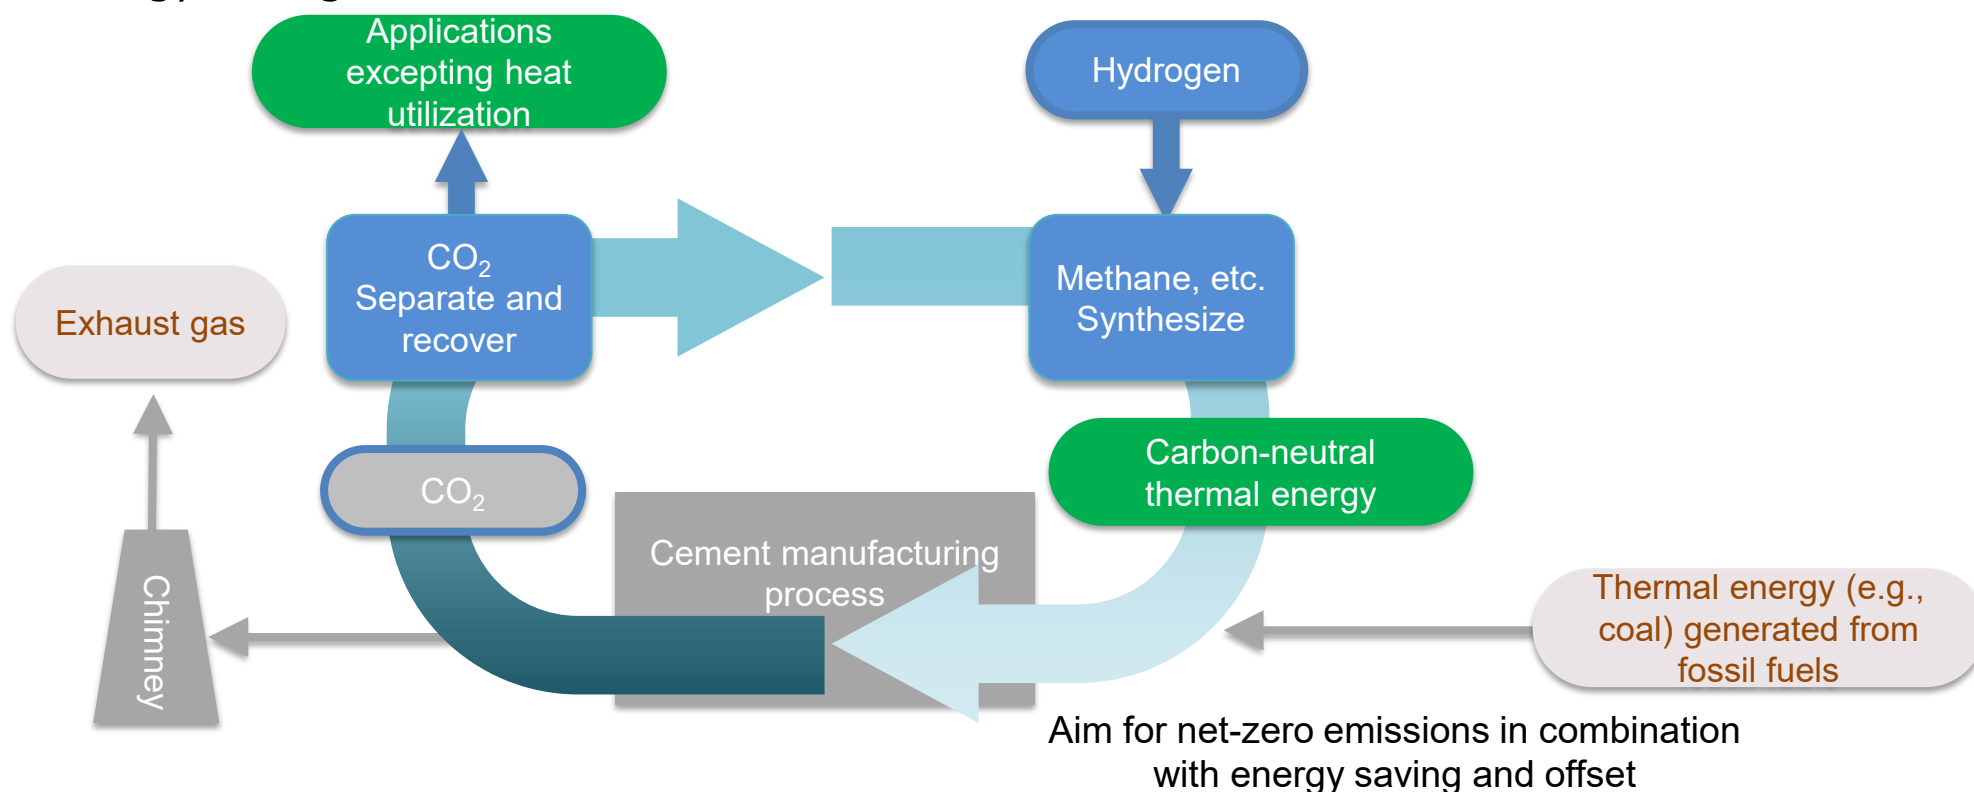 Applications
excepting heat
utilization
Hydrogen
CO₂
Separate and
recover
Methane, etc.
Synthesize
Exhaust gas
Carbon-neutral
thermal energy
CO₂
Cement manufacturing
process
Chimney
Thermal energy (e.g.,
coal) generated from
fossil fuels
Aim for net-zero emissions in combination
with energy saving and offset